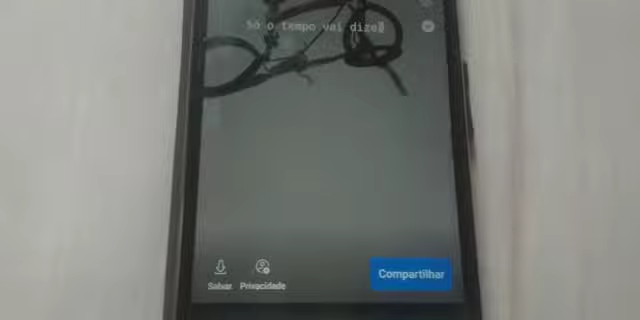 Só o tempo vai dize
Salvar
Privacidade
Compartilhar